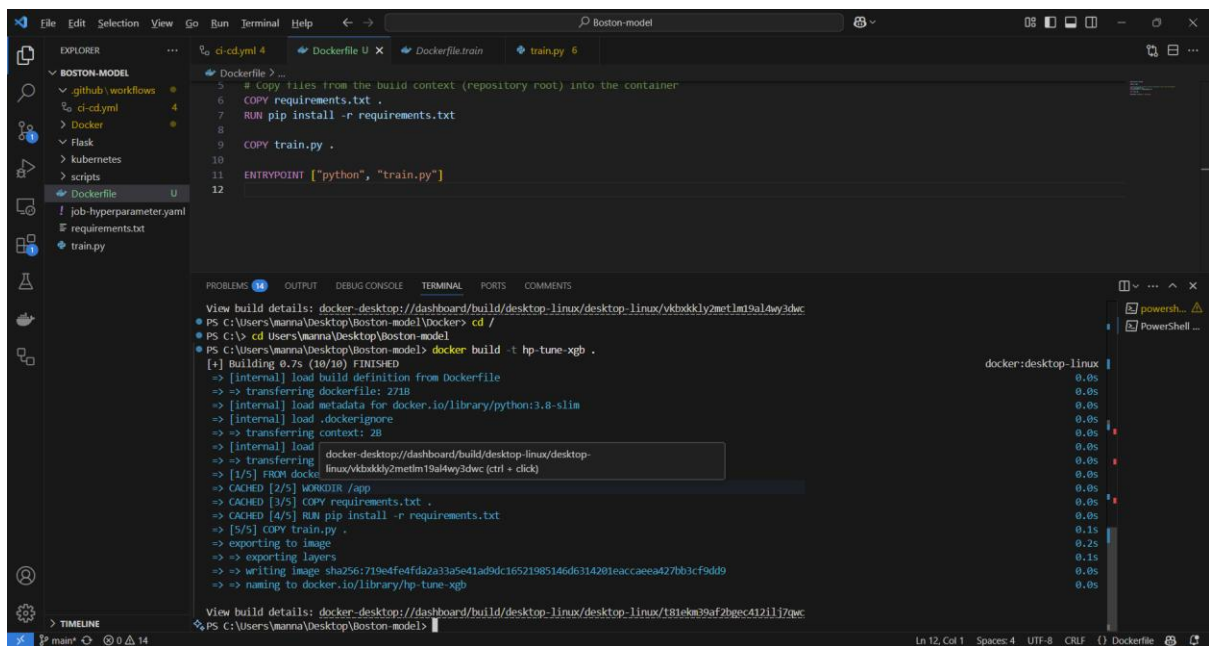 File Edit Selection View Go Run Terminal Help
Boston-model
EXPLORER
BOSTON-MODEL
.github\workflows
ci-cd.yml 4
Docker
Flask
kubernetes
scripts
Dockerfile U
job-hyperparameter.yaml
requirements.txt
train.py
TIMELINE
ci-cd.yml 4 Dockerfile U Dockerfile.train train.py 6
Dockerfile > ...
5 # Copy files from the build context (repository root) into the container
6 COPY requirements.txt .
7 RUN pip install -r requirements.txt
8
9 COPY train.py .
10
11 ENTRYPOINT ["python", "train.py"]
12
PROBLEMS 14 OUTPUT DEBUG CONSOLE TERMINAL PORTS COMMENTS
View build details: docker-desktop://dashboard/build/desktop-linux/desktop-linux/vkbxkkly2metlm19al4wy3dwc
PS C:\Users\manna\Desktop\Boston-model\Docker> cd /
PS C:\> cd Users\manna\Desktop\Boston-model
PS C:\Users\manna\Desktop\Boston-model> docker build -t hp-tune-xgb .
[+] Building 0.7s (10/10) FINISHED docker:desktop-linux
=> [internal] load build definition from Dockerfile 0.0s
=> => transferring dockerfile: 271B 0.0s
=> [internal] load metadata for docker.io/library/python:3.8-slim 0.0s
=> [internal] load .dockerignore 0.0s
=> => transferring context: 2B 0.0s
=> [internal] load 0.0s
=> => transferring 0.0s
=> [1/5] FROM docke 0.0s
docker-desktop://dashboard/build/desktop-linux/desktop-
linux/vkbxkkly2metlm19al4wy3dwc (ctrl + click)
=> CACHED [2/5] WORKDIR /app 0.0s
=> CACHED [3/5] COPY requirements.txt . 0.0s
=> CACHED [4/5] RUN pip install -r requirements.txt 0.0s
=> [5/5] COPY train.py . 0.1s
=> exporting to image 0.2s
=> => exporting layers 0.1s
=> => writing image sha256:719e4fe4fda2a33a5e41ad9dc16521985146d6314201eaccaeea427bb3cf9dd9 0.0s
=> => naming to docker.io/library/hp-tune-xgb 0.0s
View build details: docker-desktop://dashboard/build/desktop-linux/desktop-linux/t81ekm39af2bgec412ilj7qwc
PS C:\Users\manna\Desktop\Boston-model>
powersh...
PowerShell ...
main* 0 14
Ln 12, Col 1 Spaces: 4 UTF-8 CRLF {} Dockerfile